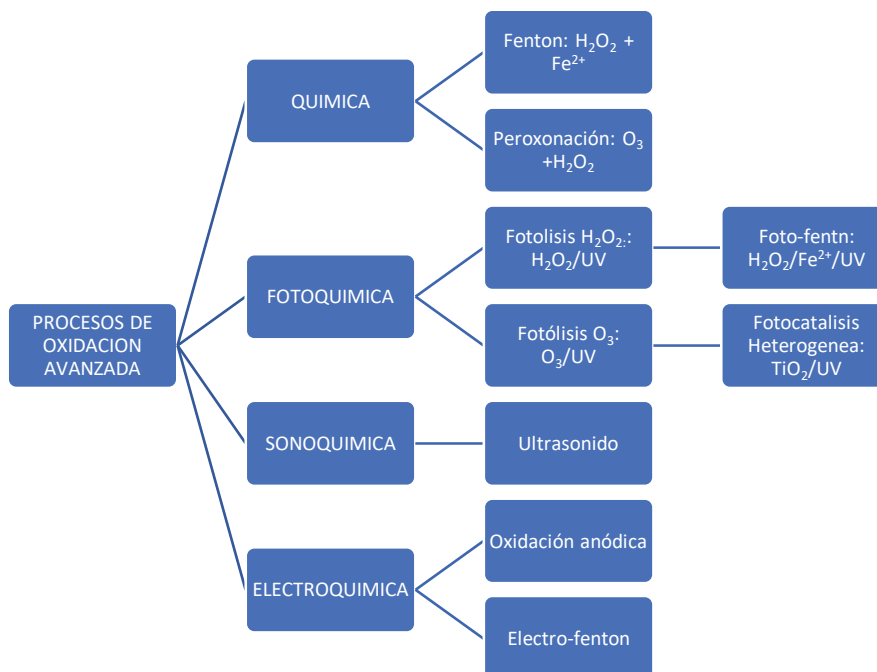 PROCESOS DE
OXIDACION
AVANZADA
QUIMICA
Fenton: H₂O₂ +
Fe²⁺
Peroxonación: O₃
+H₂O₂
FOTOQUIMICA
Fotolisis H₂O₂:
H₂O₂/UV
Foto-fentn:
H₂O₂/Fe²⁺/UV
Fotólisis O₃:
O₃/UV
Fotocatalisis
Heterogenea:
TiO₂/UV
SONOQUIMICA
Ultrasonido
ELECTROQUIMICA
Oxidación anódica
Electro-fenton